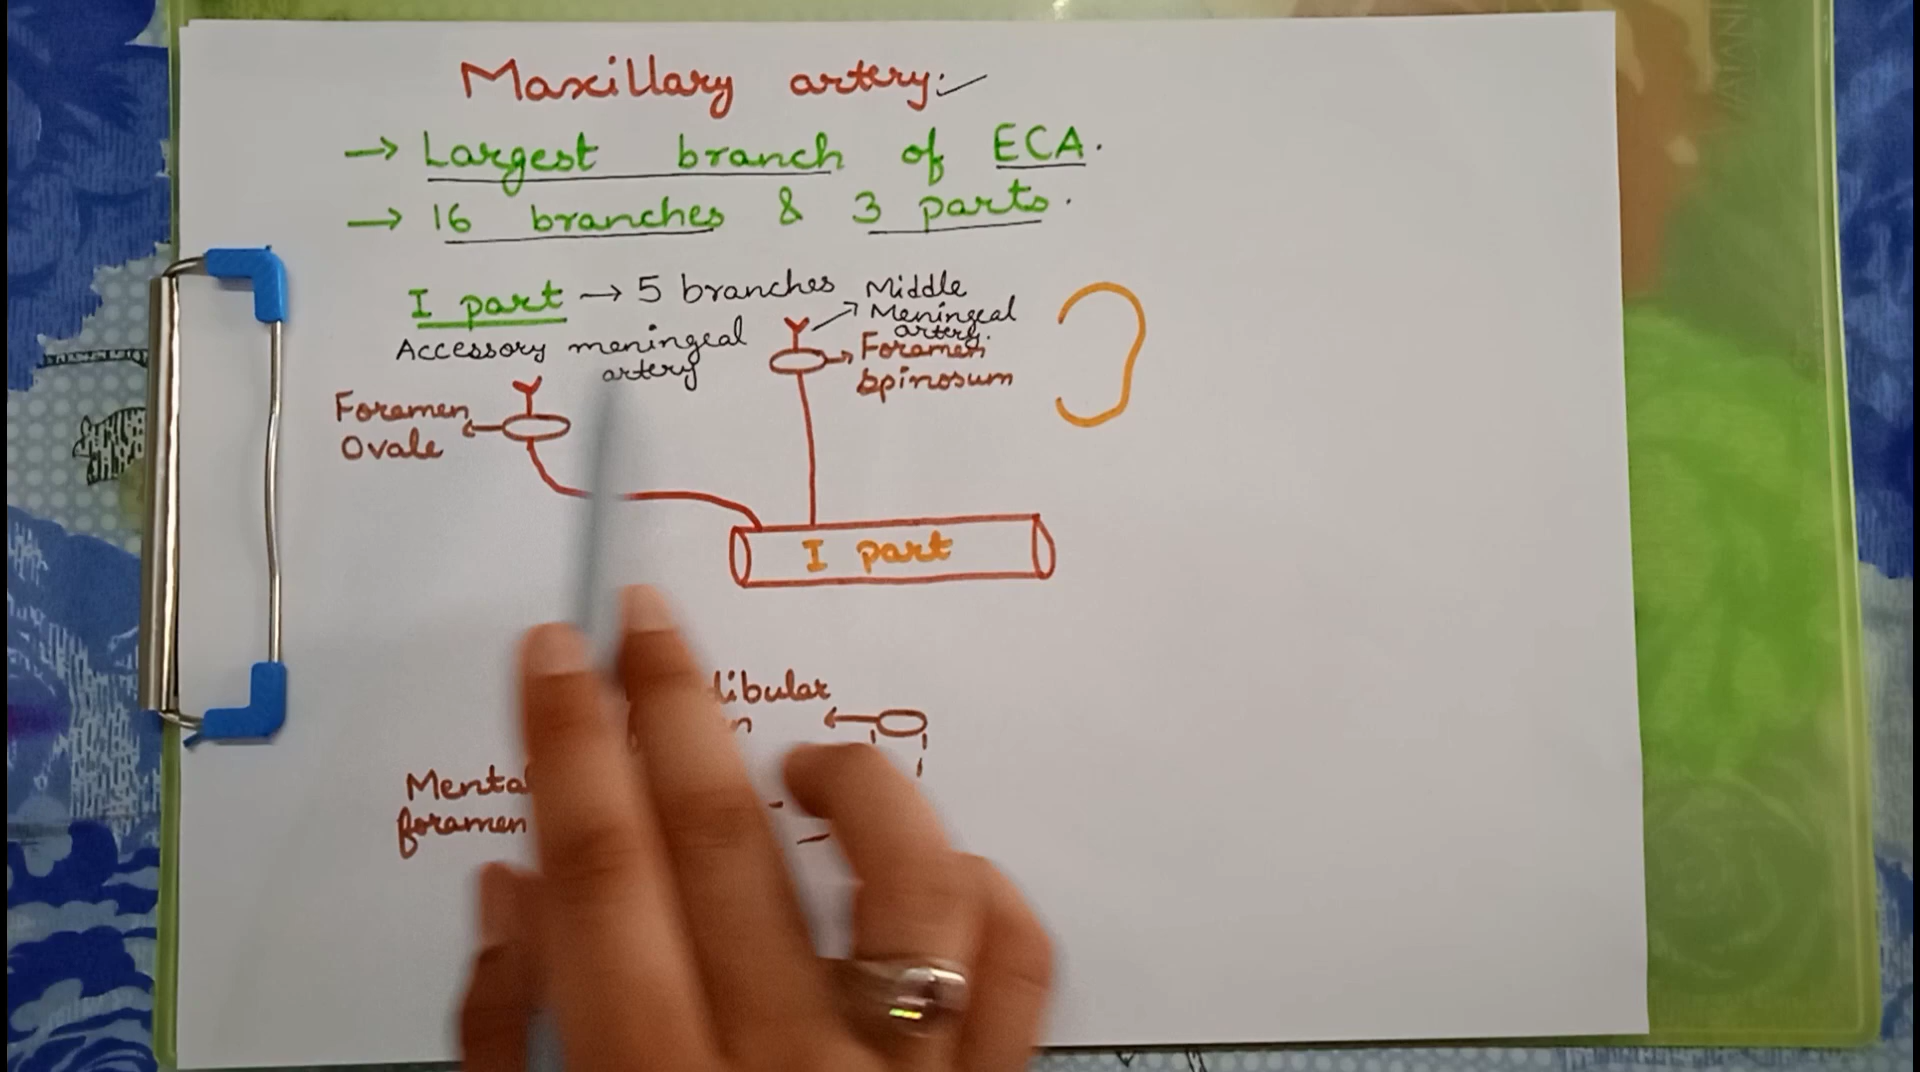 Maxillary artery.
→ Largest branch of ECA.
→ 16 branches & 3 parts.
I part → 5 branches
Middle
Meningeal
artery.
Accessory meningeal
artery
Foramen
Spinosum
Foramen
Ovale
I part
dibular
n
Mental
foramen